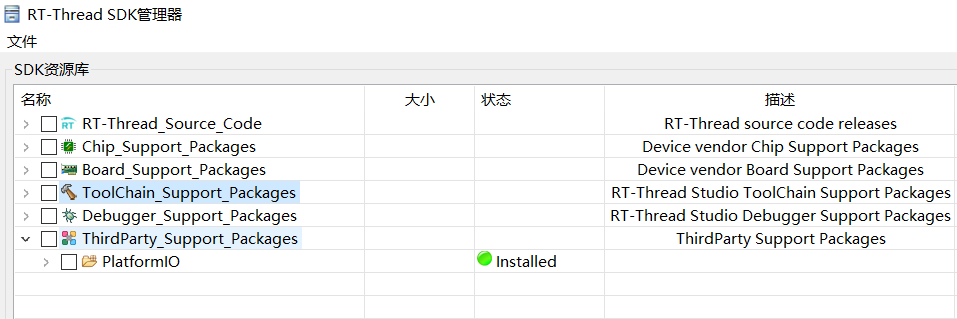 RT-Thread SDK管理器
文件
SDK资源库
名称 大小 状态 描述
RT RT-Thread_Source_Code RT-Thread source code releases
Chip_Support_Packages Device vendor Chip Support Packages
Board_Support_Packages Device vendor Board Support Packages
ToolChain_Support_Packages RT-Thread Studio ToolChain Support Packages
Debugger_Support_Packages RT-Thread Studio Debugger Support Packages
ThirdParty_Support_Packages ThirdParty Support Packages
PlatformIO Installed